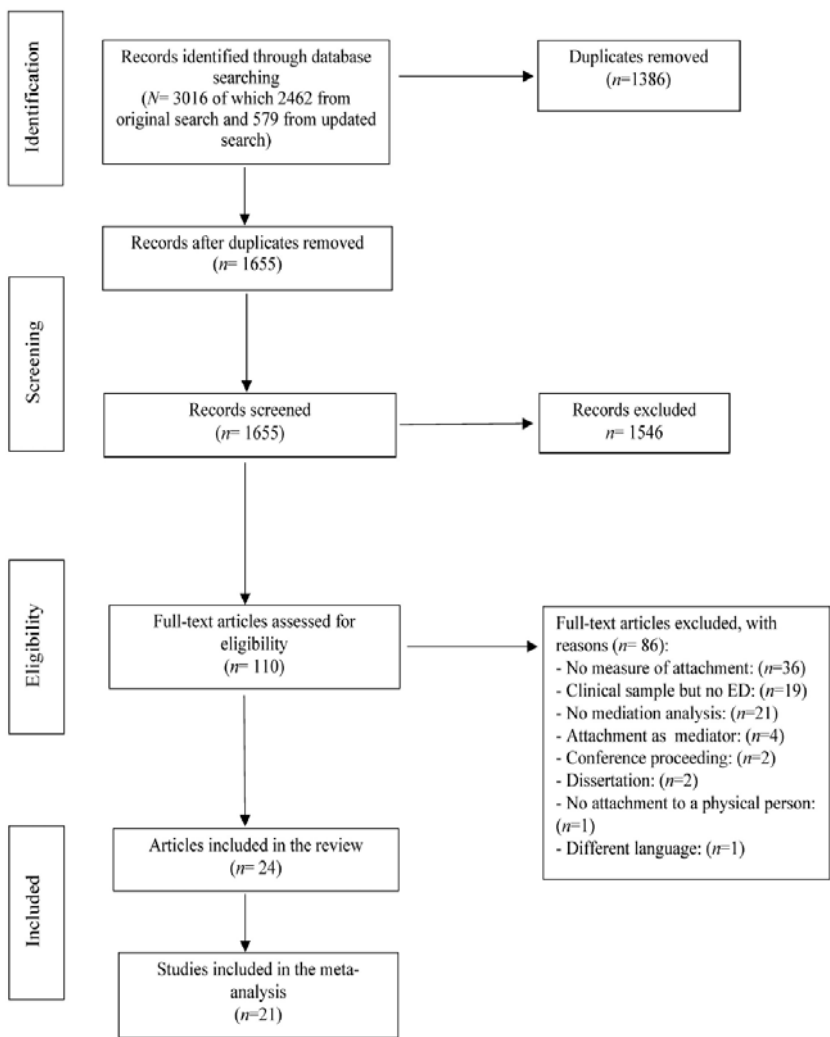 Identification
Records identified through database
searching
(N= 3016 of which 2462 from
original search and 579 from updated
search)
Duplicates removed
(n=1386)
Records after duplicates removed
(n= 1655)
Screening
Records screened
(n= 1655)
Records excluded
n= 1546
Eligibility
Full-text articles assessed for
eligibility
(n= 110)
Full-text articles excluded, with
reasons (n= 86):
- No measure of attachment: (n=36)
- Clinical sample but no ED: (n=19)
- No mediation analysis: (n=21)
- Attachment as mediator: (n=4)
- Conference proceeding: (n=2)
- Dissertation: (n=2)
- No attachment to a physical person:
(n=1)
- Different language: (n=1)
Included
Articles included in the review
(n= 24)
Studies included in the meta-
analysis
(n=21)